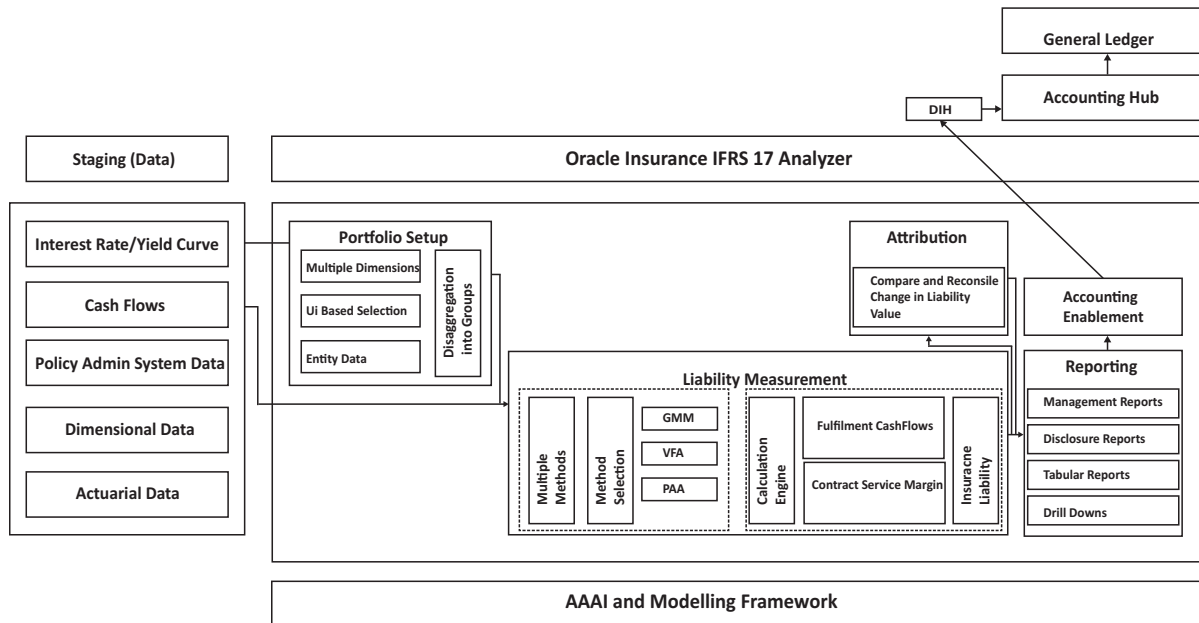 General Ledger
Accounting Hub
DIH
Staging (Data)
Oracle Insurance IFRS 17 Analyzer
Interest Rate/Yield Curve
Cash Flows
Policy Admin System Data
Dimensional Data
Actuarial Data
Portfolio Setup
Multiple Dimensions
Ui Based Selection
Entity Data
Disaggregation
into Groups
Attribution
Compare and Reconsile
Change in Liability
Value
Accounting
Enablement
Liability Measurement
Multiple
Methods
Method
Selection
GMM
VFA
PAA
Calculation
Engine
Fulfilment CashFlows
Contract Service Margin
Insuracne
Liability
Reporting
Management Reports
Disclosure Reports
Tabular Reports
Drill Downs
AAAI and Modelling Framework